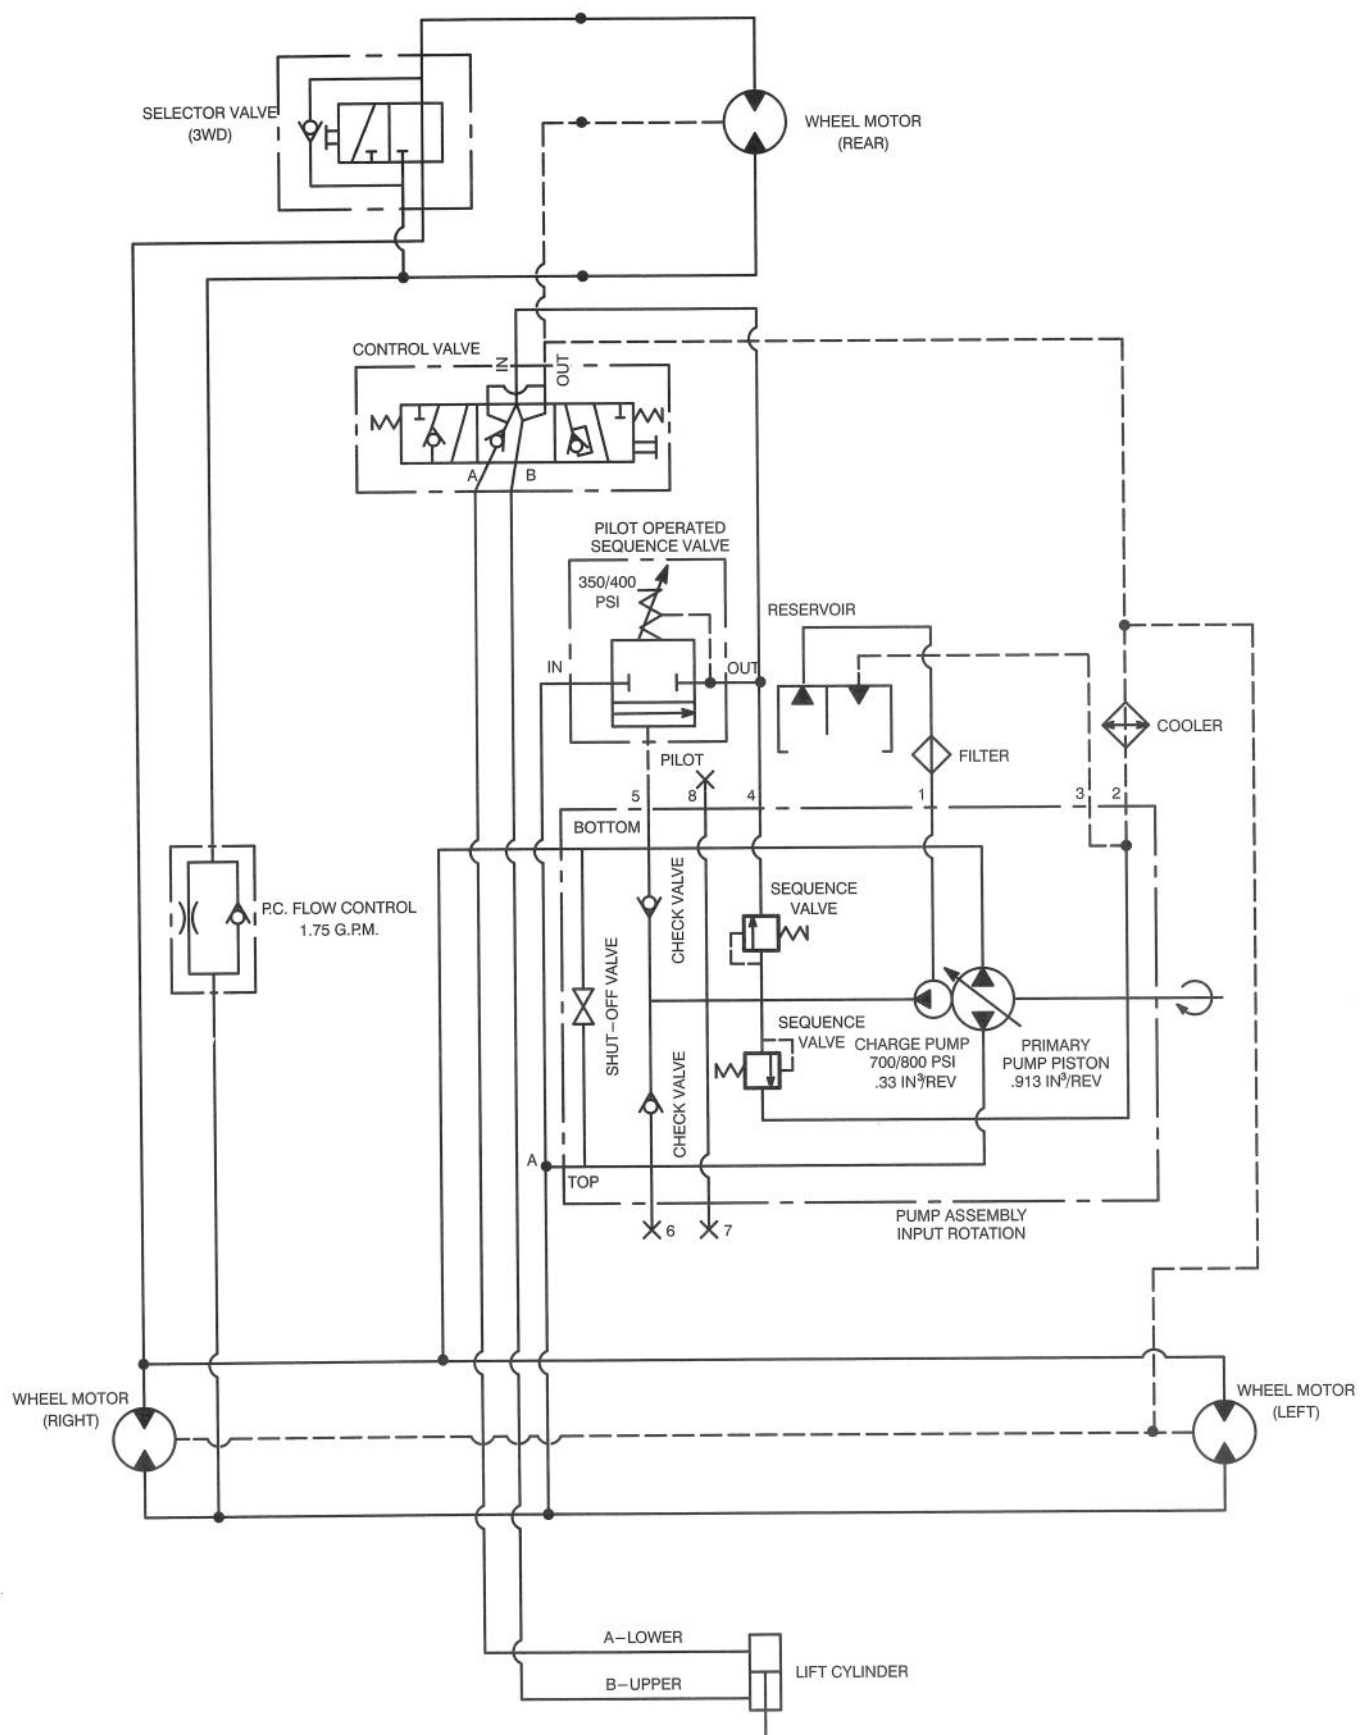 SELECTOR VALVE
(3WD)
WHEEL MOTOR
(REAR)
CONTROL VALVE
IN
OUT
A
B
PILOT OPERATED
SEQUENCE VALVE
350/400
PSI
RESERVOIR
IN
OUT
COOLER
PILOT
FILTER
5
8
4
1
3
2
BOTTOM
CHECK VALVE
SEQUENCE
VALVE
P.C. FLOW CONTROL
1.75 G.P.M.
SHUT-OFF VALVE
SEQUENCE
VALVE
CHARGE PUMP
700/800 PSI
.33 IN³/REV
PRIMARY
PUMP PISTON
.913 IN³/REV
CHECK VALVE
A
TOP
6
7
PUMP ASSEMBLY
INPUT ROTATION
WHEEL MOTOR
(RIGHT)
WHEEL MOTOR
(LEFT)
A-LOWER
LIFT CYLINDER
B-UPPER